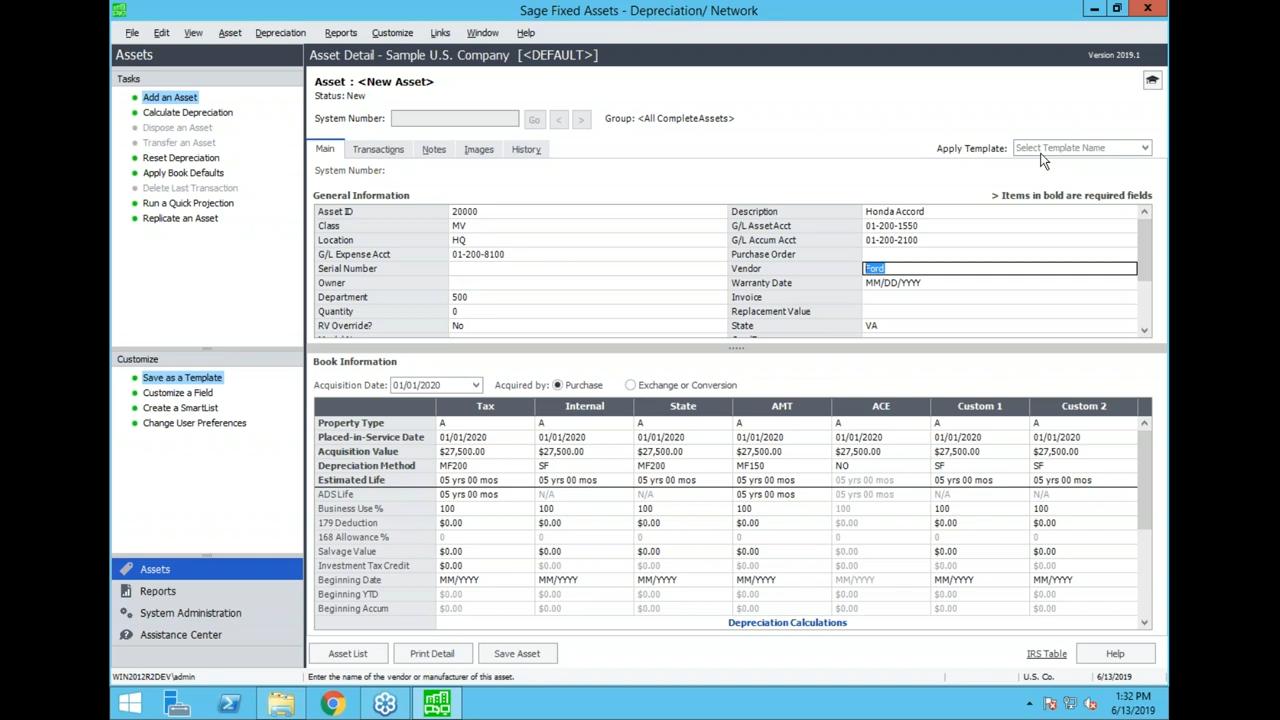 Sage Fixed Assets - Depreciation/ Network
File Edit View Asset Depreciation Reports Customize Links Window Help
Assets
Asset Detail - Sample U.S. Company [<DEFAULT>]
Version 2019.1
Tasks
Add an Asset
Calculate Depreciation
Dispose an Asset
Transfer an Asset
Reset Depreciation
Apply Book Defaults
Delete Last Transaction
Run a Quick Projection
Replicate an Asset
Customize
Save as a Template
Customize a Field
Create a SmartList
Change User Preferences
Assets
Reports
System Administration
Assistance Center
Asset : <New Asset>
Status: New
System Number: Go < > Group: <All CompleteAssets>
Main Transactions Notes Images History Apply Template: Select Template Name
System Number:
General Information > Items in bold are required fields
Asset ID 20000 Description Honda Accord
Class MV G/L AssetAcct 01-200-1550
Location HQ G/L Accum Acct 01-200-2100
G/L Expense Acct 01-200-8100 Purchase Order
Serial Number Vendor Ford
Owner Warranty Date MM/DD/YYYY
Department 500 Invoice
Quantity 0 Replacement Value
RV Override? No State VA
Book Information
Acquisition Date: 01/01/2020 Acquired by: Purchase Exchange or Conversion
Tax Internal State AMT ACE Custom 1 Custom 2
Property Type A A A A A A A
Placed-in-Service Date 01/01/2020 01/01/2020 01/01/2020 01/01/2020 01/01/2020 01/01/2020 01/01/2020
Acquisition Value $27,500.00 $27,500.00 $27,500.00 $27,500.00 $27,500.00 $27,500.00 $27,500.00
Depreciation Method MF200 SF MF200 MF150 NO SF SF
Estimated Life 05 yrs 00 mos 05 yrs 00 mos 05 yrs 00 mos 05 yrs 00 mos 05 yrs 00 mos 05 yrs 00 mos 05 yrs 00 mos
ADS Life 05 yrs 00 mos N/A N/A 05 yrs 00 mos 05 yrs 00 mos N/A N/A
Business Use % 100 100 100 100 100 100 100
179 Deduction $0.00 $0.00 $0.00 $0.00 $0.00 $0.00 $0.00
168 Allowance % 0 0 0 0 0 0 0
Salvage Value $0.00 $0.00 $0.00 $0.00 $0.00 $0.00 $0.00
Investment Tax Credit $0.00 $0.00 $0.00 $0.00 $0.00 $0.00 $0.00
Beginning Date MM/YYYY MM/YYYY MM/YYYY MM/YYYY MM/YYYY MM/YYYY MM/YYYY
Beginning YTD $0.00 $0.00 $0.00 $0.00 $0.00 $0.00 $0.00
Beginning Accum $0.00 $0.00 $0.00 $0.00 $0.00 $0.00 $0.00
Depreciation Calculations
Asset List Print Detail Save Asset IRS Table Help
WIN2012R2DEV\admin Enter the name of the vendor or manufacturer of this asset. U.S. Co. 6/13/2019
1:32 PM
6/13/2019